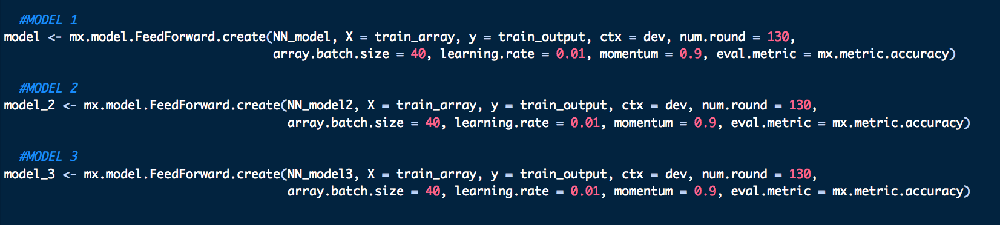 #MODEL 1
model <- mx.model.FeedForward.create(NN_model, X = train_array, y = train_output, ctx = dev, num.round = 130,
array.batch.size = 40, learning.rate = 0.01, momentum = 0.9, eval.metric = mx.metric.accuracy)
#MODEL 2
model_2 <- mx.model.FeedForward.create(NN_model2, X = train_array, y = train_output, ctx = dev, num.round = 130,
array.batch.size = 40, learning.rate = 0.01, momentum = 0.9, eval.metric = mx.metric.accuracy)
#MODEL 3
model_3 <- mx.model.FeedForward.create(NN_model3, X = train_array, y = train_output, ctx = dev, num.round = 130,
array.batch.size = 40, learning.rate = 0.01, momentum = 0.9, eval.metric = mx.metric.accuracy)